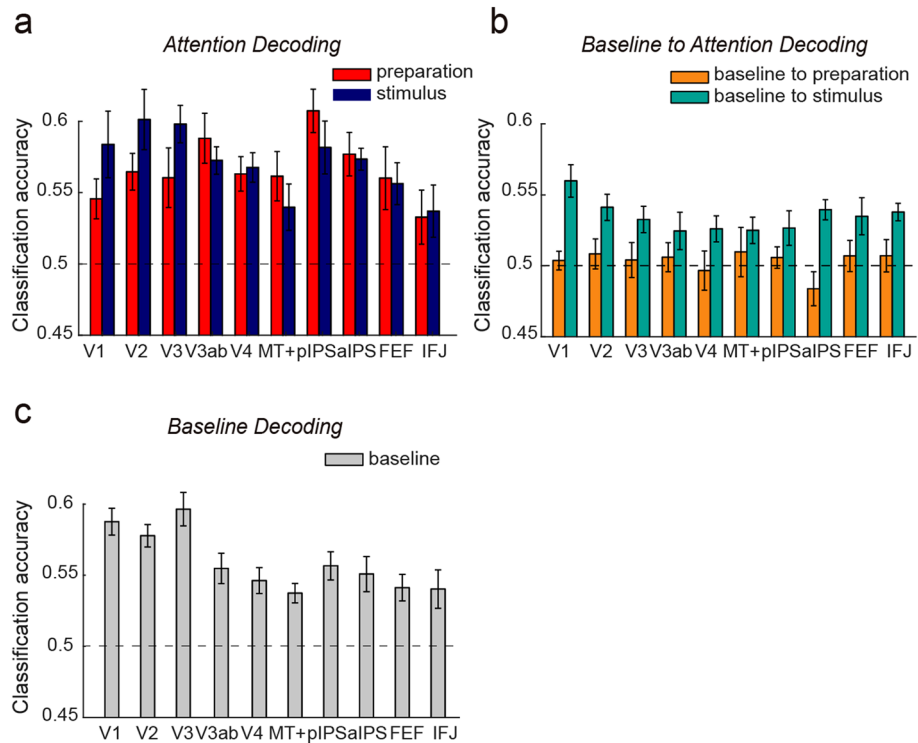 a
Attention Decoding
preparation
stimulus
Classification accuracy
0.6
0.55
0.5
0.45
V1 V2 V3 V3ab V4 MT+ pIPS aIPS FEF IFJ
b
Baseline to Attention Decoding
baseline to preparation
baseline to stimulus
Classification accuracy
0.6
0.55
0.5
0.45
V1 V2 V3 V3ab V4 MT+ pIPS aIPS FEF IFJ
c
Baseline Decoding
baseline
Classification accuracy
0.6
0.55
0.5
0.45
V1 V2 V3 V3ab V4 MT+ pIPS aIPS FEF IFJ